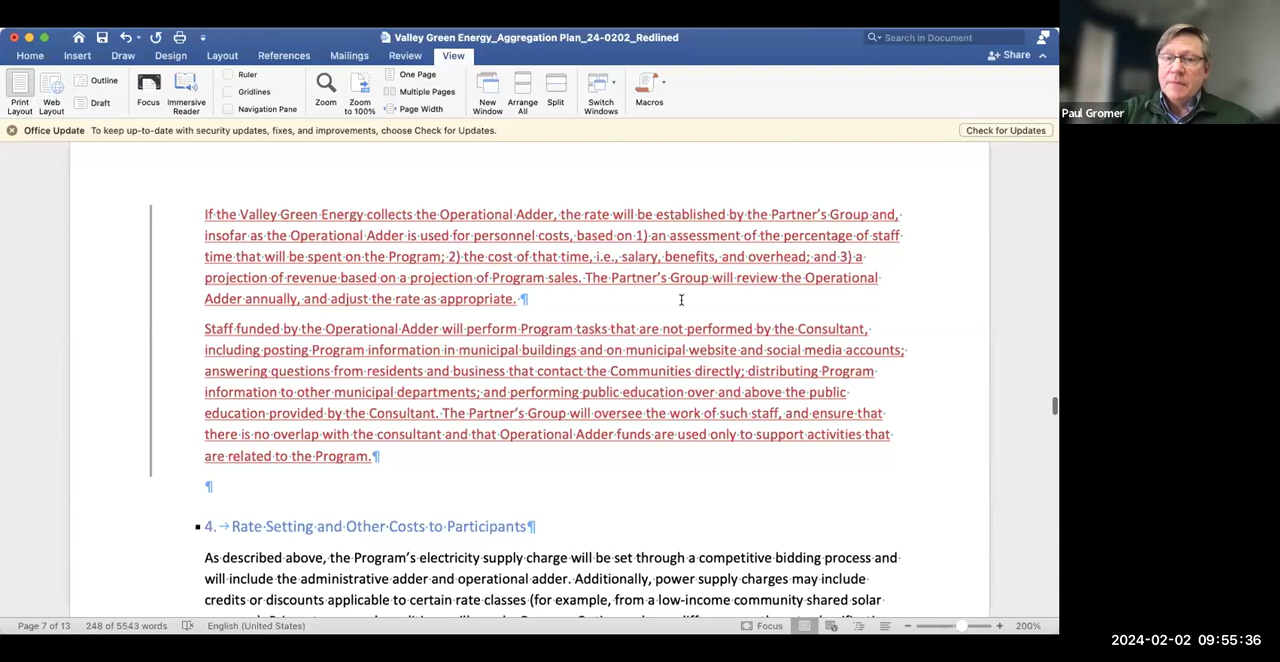 Valley Green Energy_Aggregation Plan_24-0202_Redlined
Search in Document
Home Insert Draw Design Layout References Mailings Review View
Share
Print Layout
Web Layout
Outline
Draft
Focus
Immersive Reader
Ruler
Gridlines
Navigation Pane
Zoom
Zoom to 100%
One Page
Multiple Pages
Page Width
New Window
Arrange All
Split
Switch Windows
Macros
Office Update To keep up-to-date with security updates, fixes, and improvements, choose Check for Updates.
Check for Updates
Paul Gromer
If the Valley Green Energy collects the Operational Adder, the rate will be established by the Partner's Group and,
insofar as the Operational Adder is used for personnel costs, based on 1) an assessment of the percentage of staff
time that will be spent on the Program; 2) the cost of that time, i.e., salary, benefits, and overhead; and 3) a
projection of revenue based on a projection of Program sales. The Partner's Group will review the Operational
Adder annually, and adjust the rate as appropriate. ¶
Staff funded by the Operational Adder will perform Program tasks that are not performed by the Consultant,
including posting Program information in municipal buildings and on municipal website and social media accounts;
answering questions from residents and business that contact the Communities directly; distributing Program
information to other municipal departments; and performing public education over and above the public
education provided by the Consultant. The Partner's Group will oversee the work of such staff, and ensure that
there is no overlap with the consultant and that Operational Adder funds are used only to support activities that
are related to the Program.¶
¶
4. → Rate Setting and Other Costs to Participants¶
As described above, the Program's electricity supply charge will be set through a competitive bidding process and
will include the administrative adder and operational adder. Additionally, power supply charges may include
credits or discounts applicable to certain rate classes (for example, from a low-income community shared solar
Page 7 of 13 248 of 5543 words English (United States) Focus 200%
2024-02-02 09:55:36